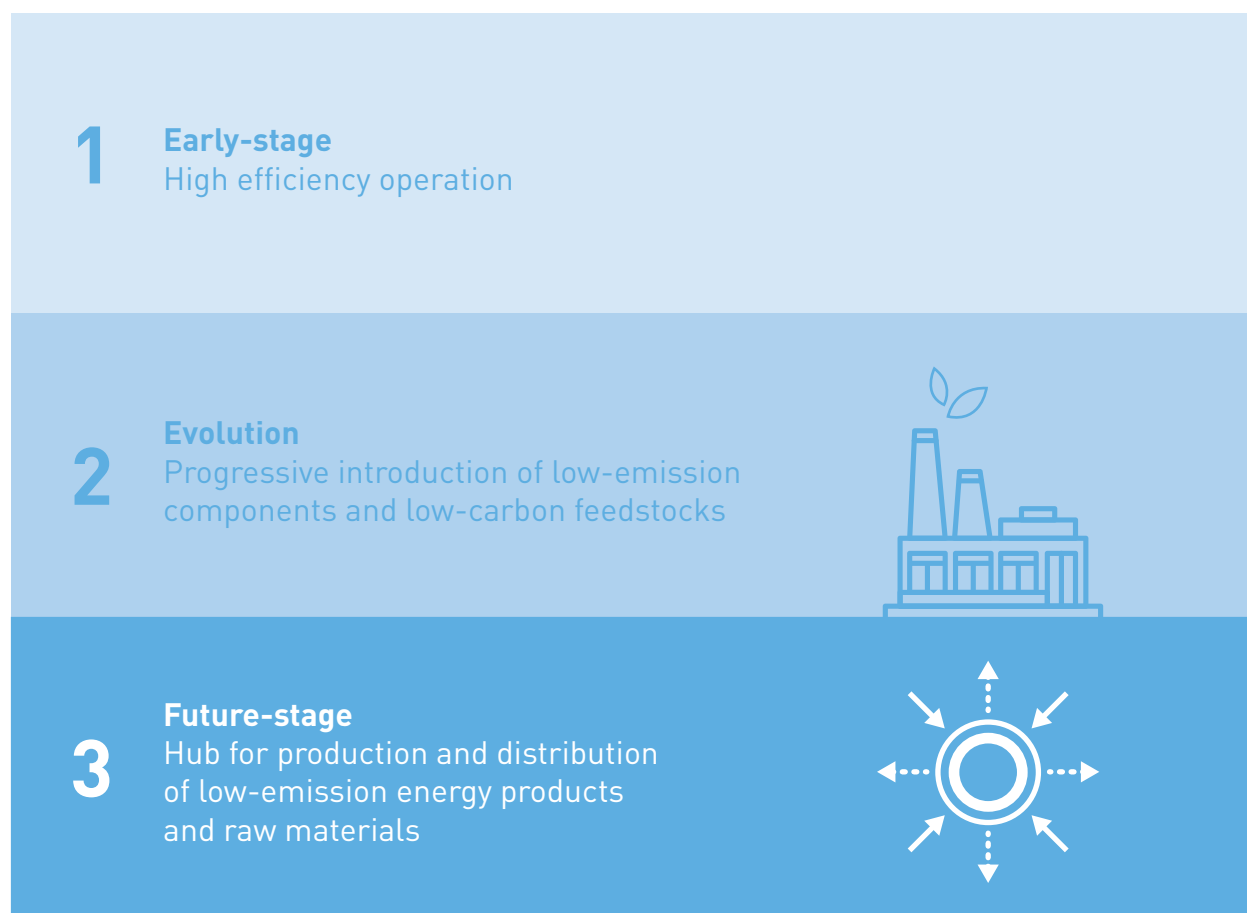 1
Early-stage
High efficiency operation
2
Evolution
Progressive introduction of low-emission
components and low-carbon feedstocks
3
Future-stage
Hub for production and distribution
of low-emission energy products
and raw materials